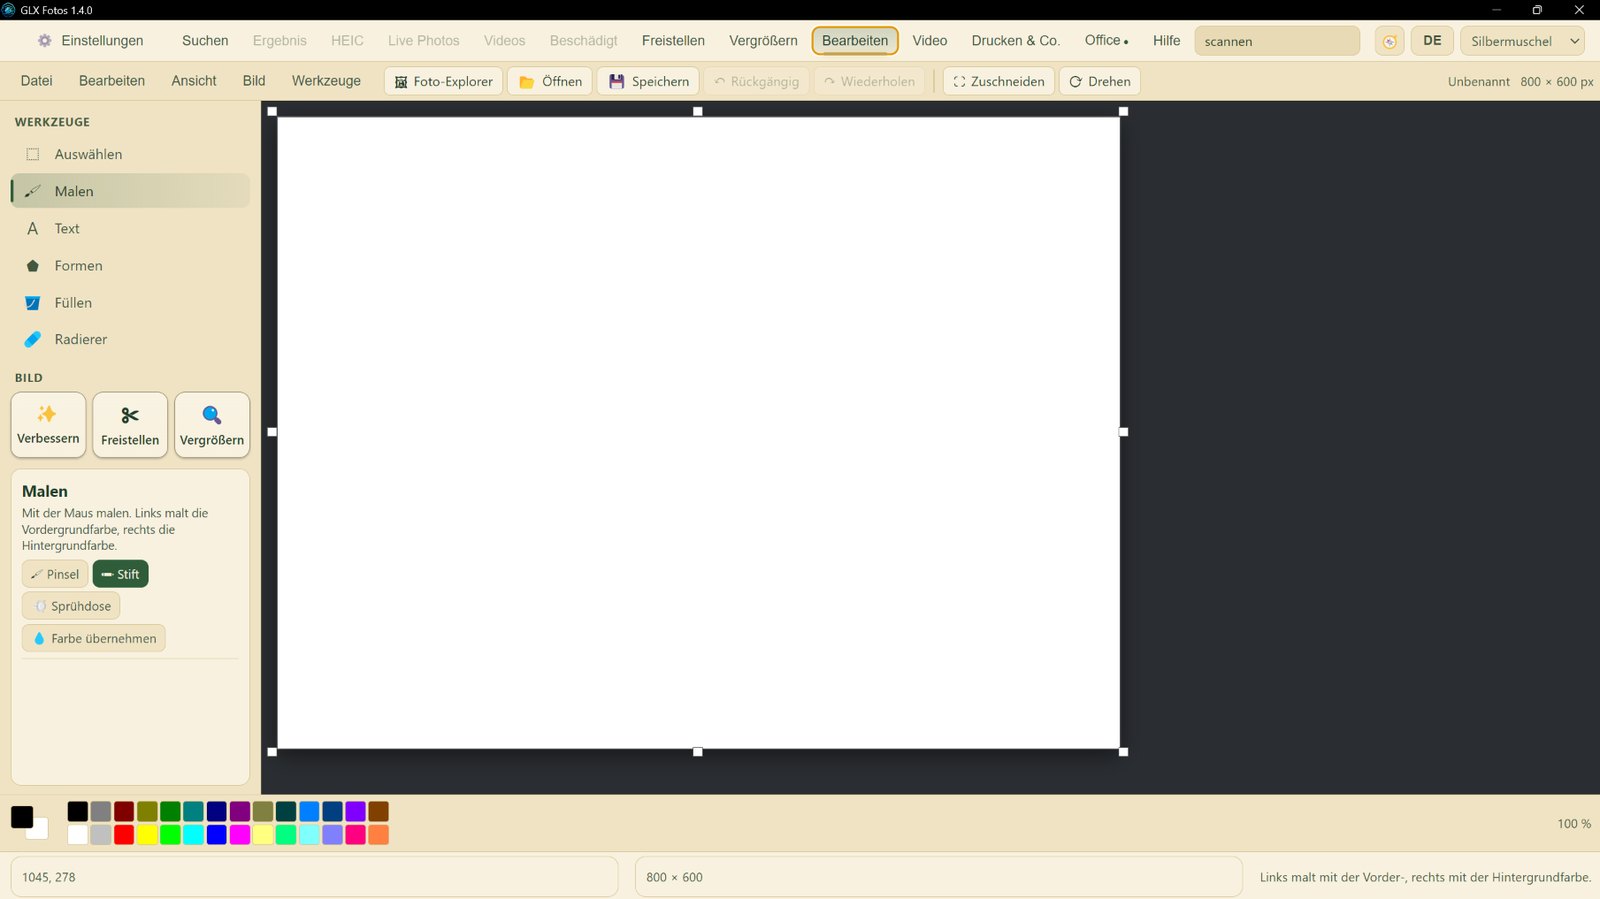 GLX Fotos 1.4.0
Einstellungen Suchen Ergebnis HEIC Live Photos Videos Beschädigt Freistellen Vergrößern Bearbeiten Video Drucken & Co. Office Hilfe scannen DE Silbermuschel
Datei Bearbeiten Ansicht Bild Werkzeuge Foto-Explorer Öffnen Speichern Rückgängig Wiederholen Zuschneiden Drehen Unbenannt 800 × 600 px
WERKZEUGE
Auswählen
Malen
Text
Formen
Füllen
Radierer
BILD
Verbessern Freistellen Vergrößern
Malen
Mit der Maus malen. Links malt die
Vordergrundfarbe, rechts die
Hintergrundfarbe.
Pinsel Stift
Sprühdose
Farbe übernehmen
100 %
1045, 278 800 × 600 Links malt mit der Vorder-, rechts mit der Hintergrundfarbe.